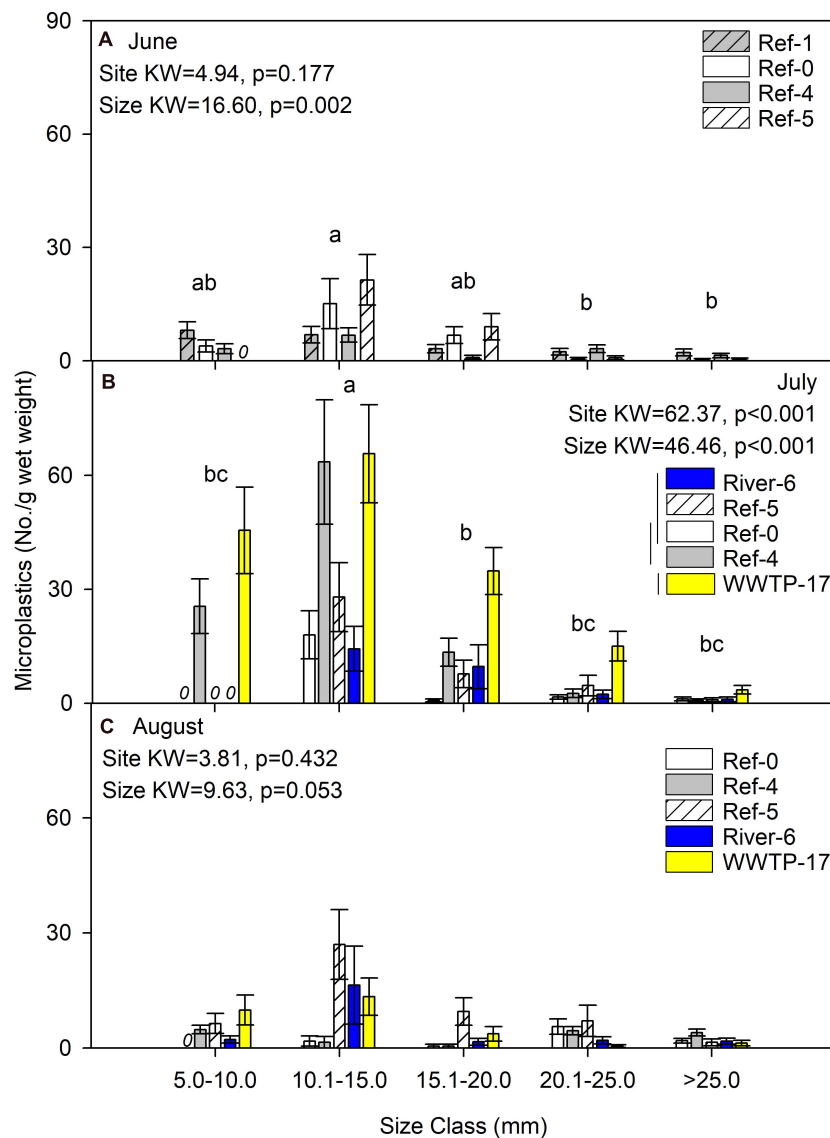 90
A June
Site KW=4.94, p=0.177
Size KW=16.60, p=0.002
Ref-1
Ref-0
Ref-4
Ref-5
60
30
ab
a
ab
b
b
0
0
B
July
Site KW=62.37, p<0.001
Size KW=46.46, p<0.001
River-6
Ref-5
Ref-0
Ref-4
WWTP-17
60
30
0
bc
a
b
bc
bc
0
0 0
C August
Site KW=3.81, p=0.432
Size KW=9.63, p=0.053
Ref-0
Ref-4
Ref-5
River-6
WWTP-17
60
30
0
0
5.0-10.0
10.1-15.0
15.1-20.0
20.1-25.0
>25.0
Size Class (mm)
Microplastics (No./g wet weight)